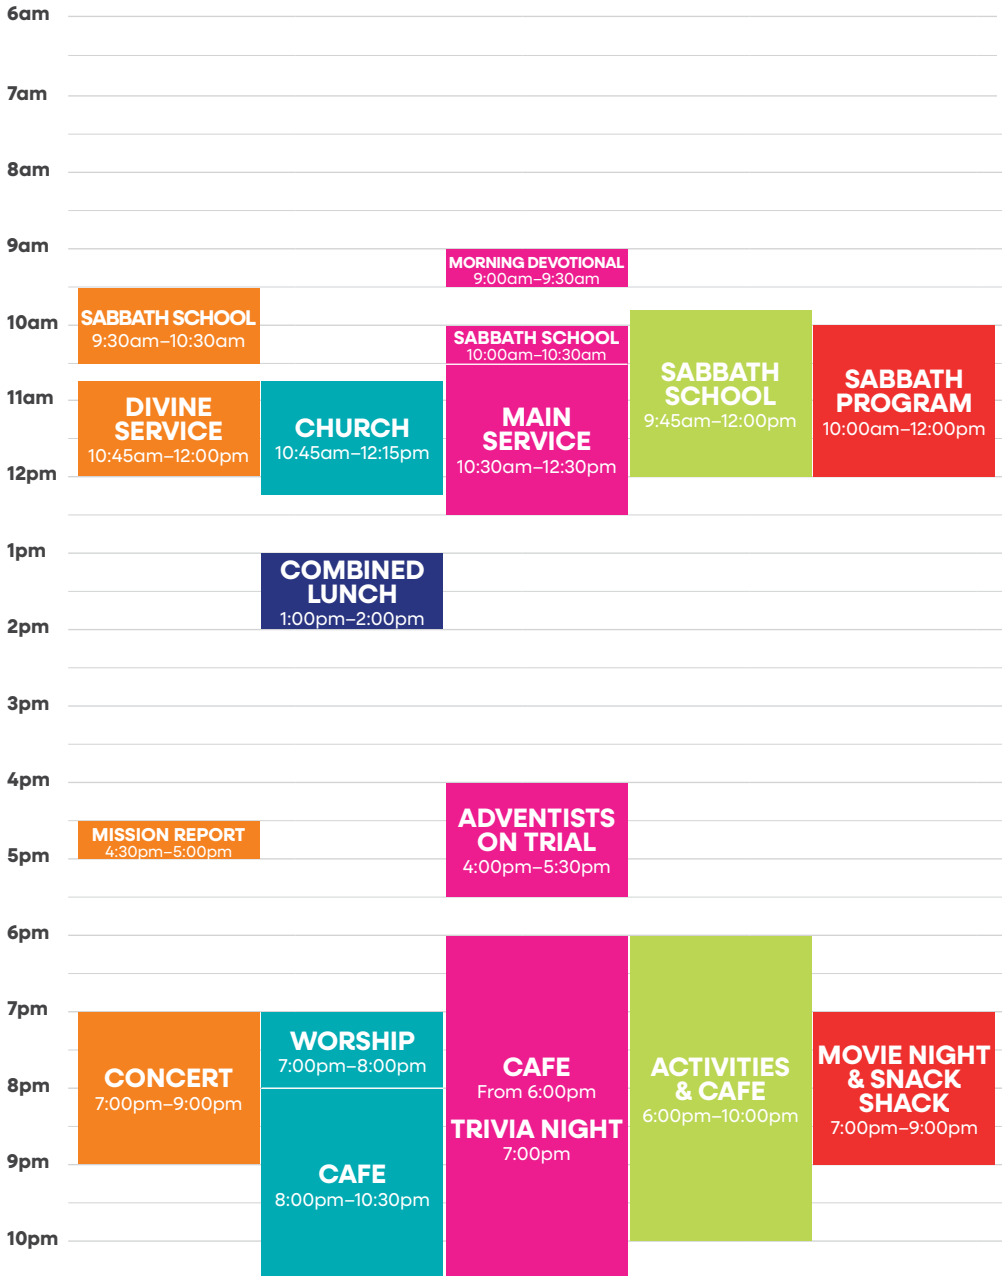 6am
7am
8am
9am
10am
11am
12pm
1pm
2pm
3pm
4pm
5pm
6pm
7pm
8pm
9pm
10pm
SABBATH SCHOOL
9:30am–10:30am
DIVINE
SERVICE
10:45am–12:00pm
MISSION REPORT
4:30pm–5:00pm
CONCERT
7:00pm–9:00pm
CHURCH
10:45am–12:15pm
COMBINED
LUNCH
1:00pm–2:00pm
WORSHIP
7:00pm–8:00pm
CAFE
8:00pm–10:30pm
MORNING DEVOTIONAL
9:00am–9:30am
SABBATH SCHOOL
10:00am–10:30am
MAIN
SERVICE
10:30am–12:30pm
ADVENTISTS
ON TRIAL
4:00pm–5:30pm
CAFE
From 6:00pm
TRIVIA NIGHT
7:00pm
SABBATH
SCHOOL
9:45am–12:00pm
ACTIVITIES
& CAFE
6:00pm–10:00pm
SABBATH
PROGRAM
10:00am–12:00pm
MOVIE NIGHT
& SNACK
SHACK
7:00pm–9:00pm